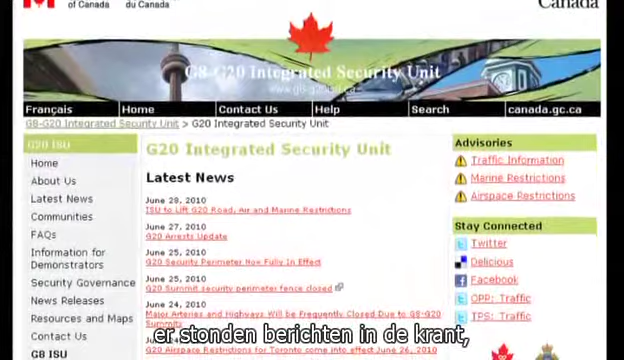 of Canada
du Canada
Canada
G8-G20 Integrated Security Unit
Français
Home
Contact Us
Help
Search
canada.gc.ca
G8-G20 Integrated Security Unit > G20 Integrated Security Unit
G20 ISU
Home
About Us
Latest News
Communities
FAQs
Information for
Demonstrators
Security Governance
News Releases
Resources and Maps
Contact Us
G8 ISU
G20 Integrated Security Unit
Latest News
June 28, 2010
ISU to Lift G20 Road, Air and Marine Restrictions
June 27, 2010
G20 Arrests Update
June 25, 2010
G20 Security Perimeter Now Fully In Effect
June 25, 2010
G20 Summit security perimeter fence closed
June 24, 2010
Major Arteries and Highways Will be Frequently Closed Due to G8-G20
Summits
June 24, 2010
G20 Airspace Restrictions for Toronto come into effect June 26, 2010
Advisories
Traffic Information
Marine Restrictions
Airspace Restrictions
Stay Connected
Twitter
Delicious
Facebook
OPP: Traffic
TPS: Traffic
er stonden berichten in de krant,